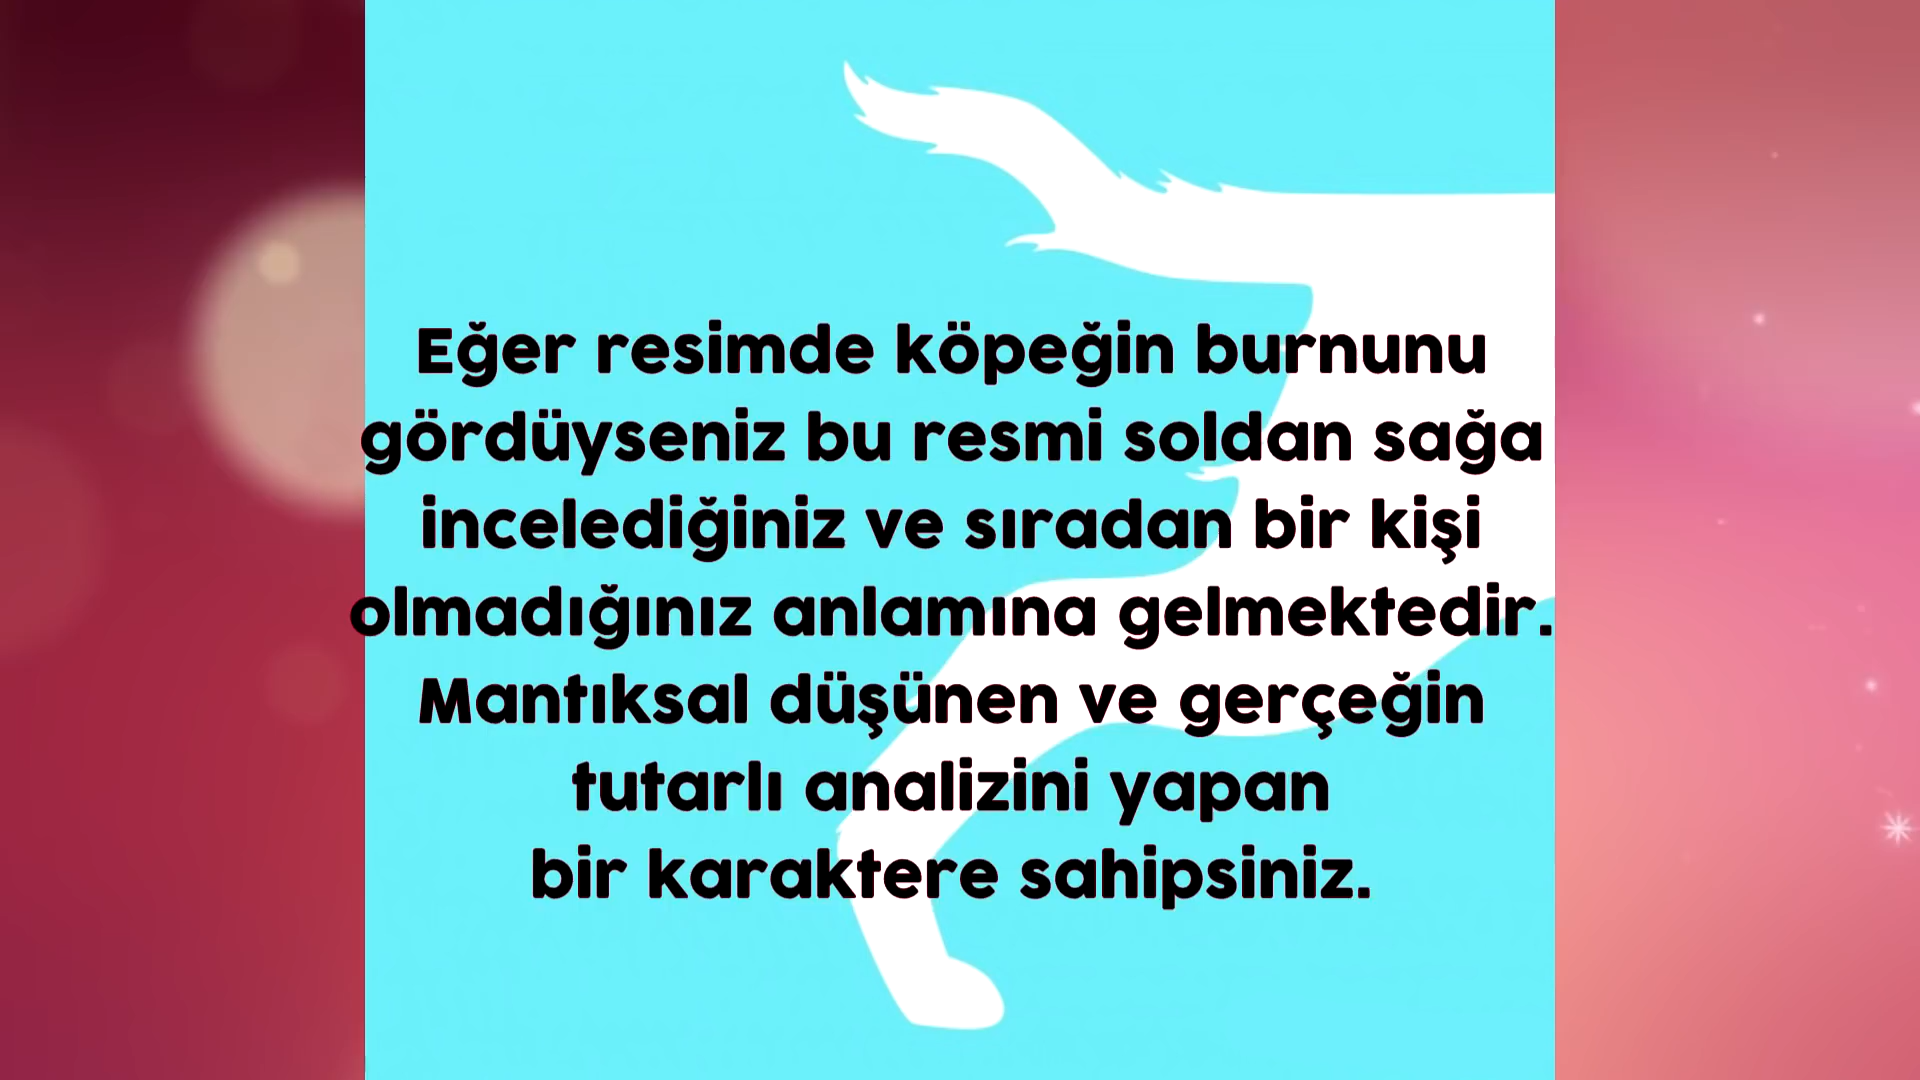 Eğer resimde köpeğin burnunu
gördüyseniz bu resmi soldan sağa
incelediğiniz ve sıradan bir kişi
olmadığınız anlamına gelmektedir.
Mantıksal düşünen ve gerçeğin
tutarlı analizini yapan
bir karaktere sahipsiniz.